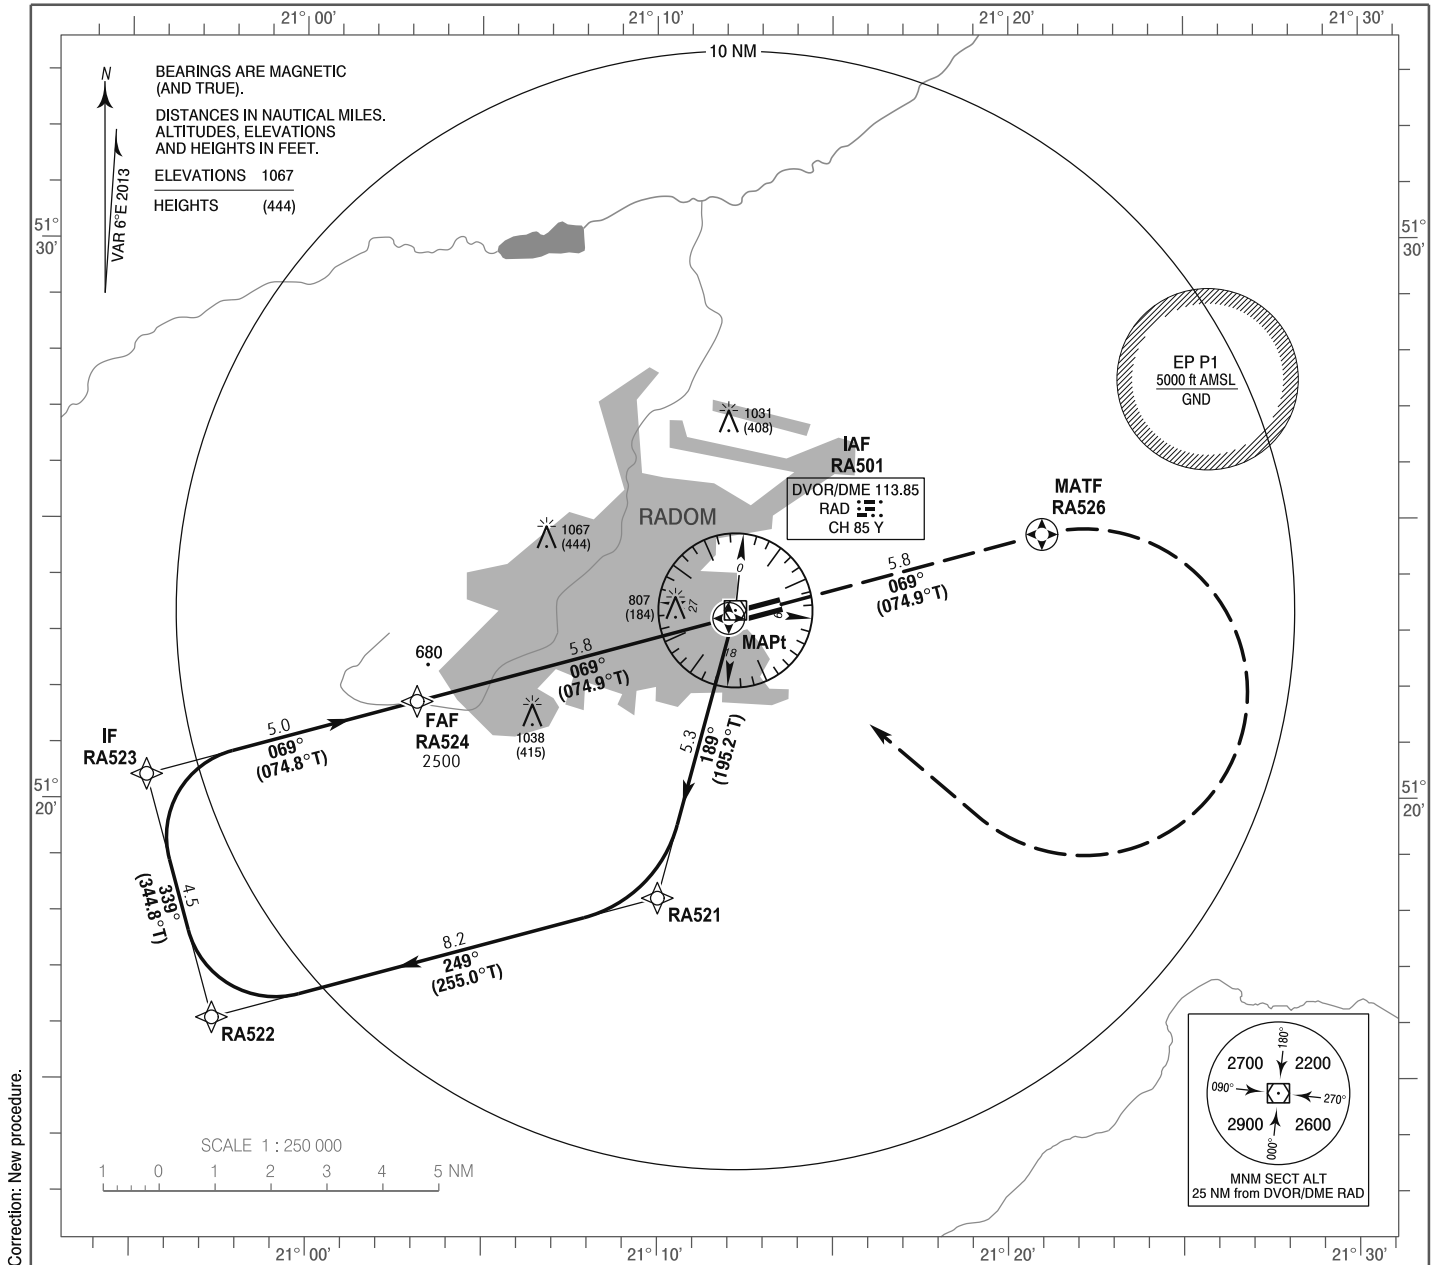 21° 00'
21° 10'
21° 20'
21° 30'
10 NM
N
VAR 6°E 2013
BEARINGS ARE MAGNETIC
(AND TRUE).
DISTANCES IN NAUTICAL MILES.
ALTITUDES, ELEVATIONS
AND HEIGHTS IN FEET.
ELEVATIONS 1067
HEIGHTS (444)
51°
30'
51°
30'
EP P1
5000 ft AMSL
GND
1031
(408)
IAF
RA501
DVOR/DME 113.85
RAD
CH 85 Y
MATF
RA526
RADOM
1067
(444)
0
5.8
069°
(074.9°T)
807
(184)
27
9
MAPt
18
680
5.8
069°
(074.9°T)
FAF
RA524
2500
1038
(415)
IF
RA523
5.0
069°
(074.8°T)
5.3
189°
(195.2°T)
51°
20'
51°
20'
4.5
339°
(344.8°T)
RA521
8.2
249°
(255.0°T)
RA522
180°
2700 2200
090° 270°
2900 2600
000°
MNM SECT ALT
25 NM from DVOR/DME RAD
SCALE 1 : 250 000
1 0 1 2 3 4 5 NM
Correction: New procedure.
21° 00'
21° 10'
21° 20'
21° 30'